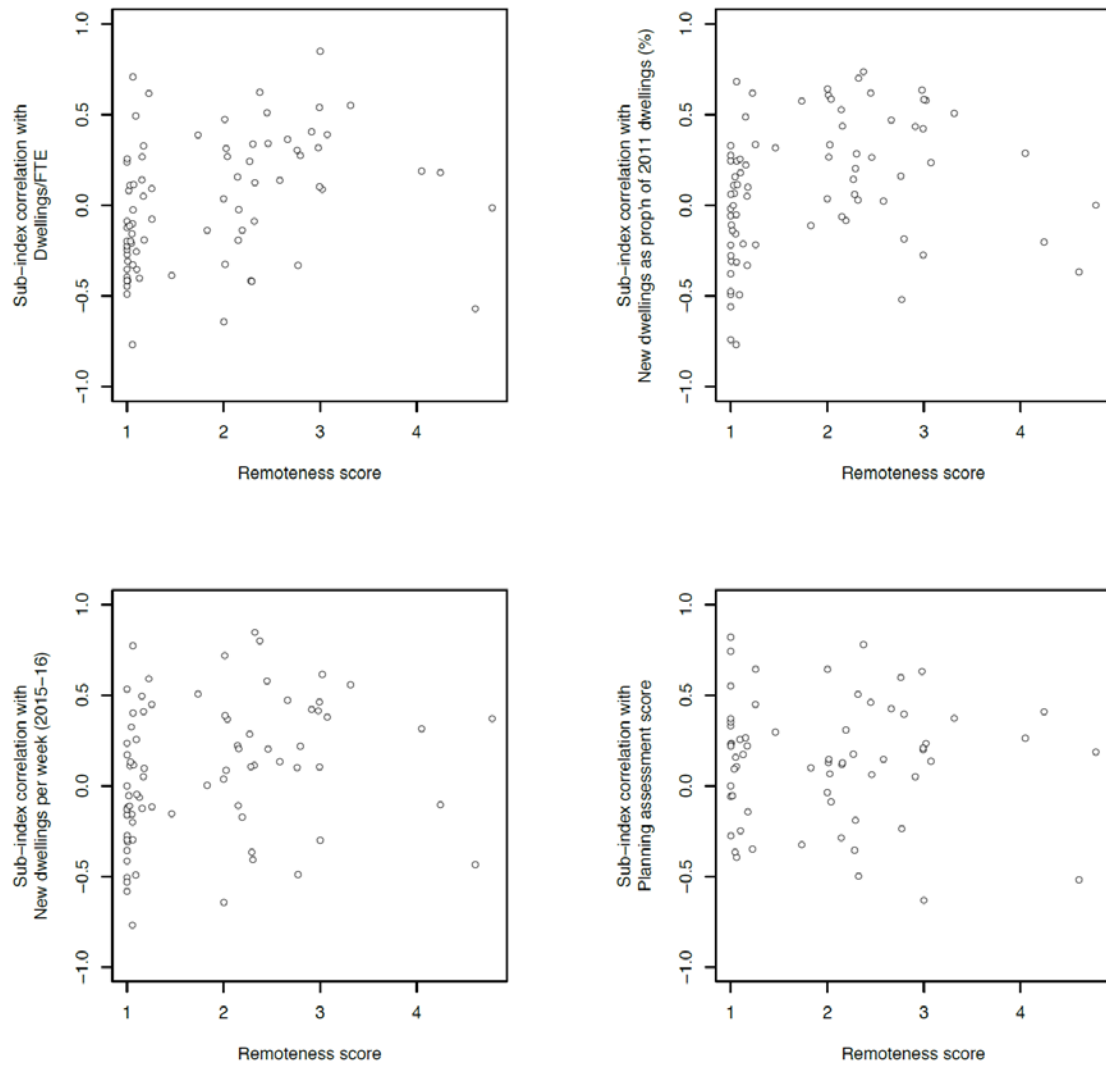 Sub-index correlation with
Dwellings/FTE
1.0
0.5
0.0
-0.5
-1.0
1 2 3 4
Remoteness score
Sub-index correlation with
New dwellings as prop'n of 2011 dwellings (%)
1.0
0.5
0.0
-0.5
-1.0
1 2 3 4
Remoteness score
Sub-index correlation with
New dwellings per week (2015-16)
1.0
0.5
0.0
-0.5
-1.0
1 2 3 4
Remoteness score
Sub-index correlation with
Planning assessment score
1.0
0.5
0.0
-0.5
-1.0
1 2 3 4
Remoteness score